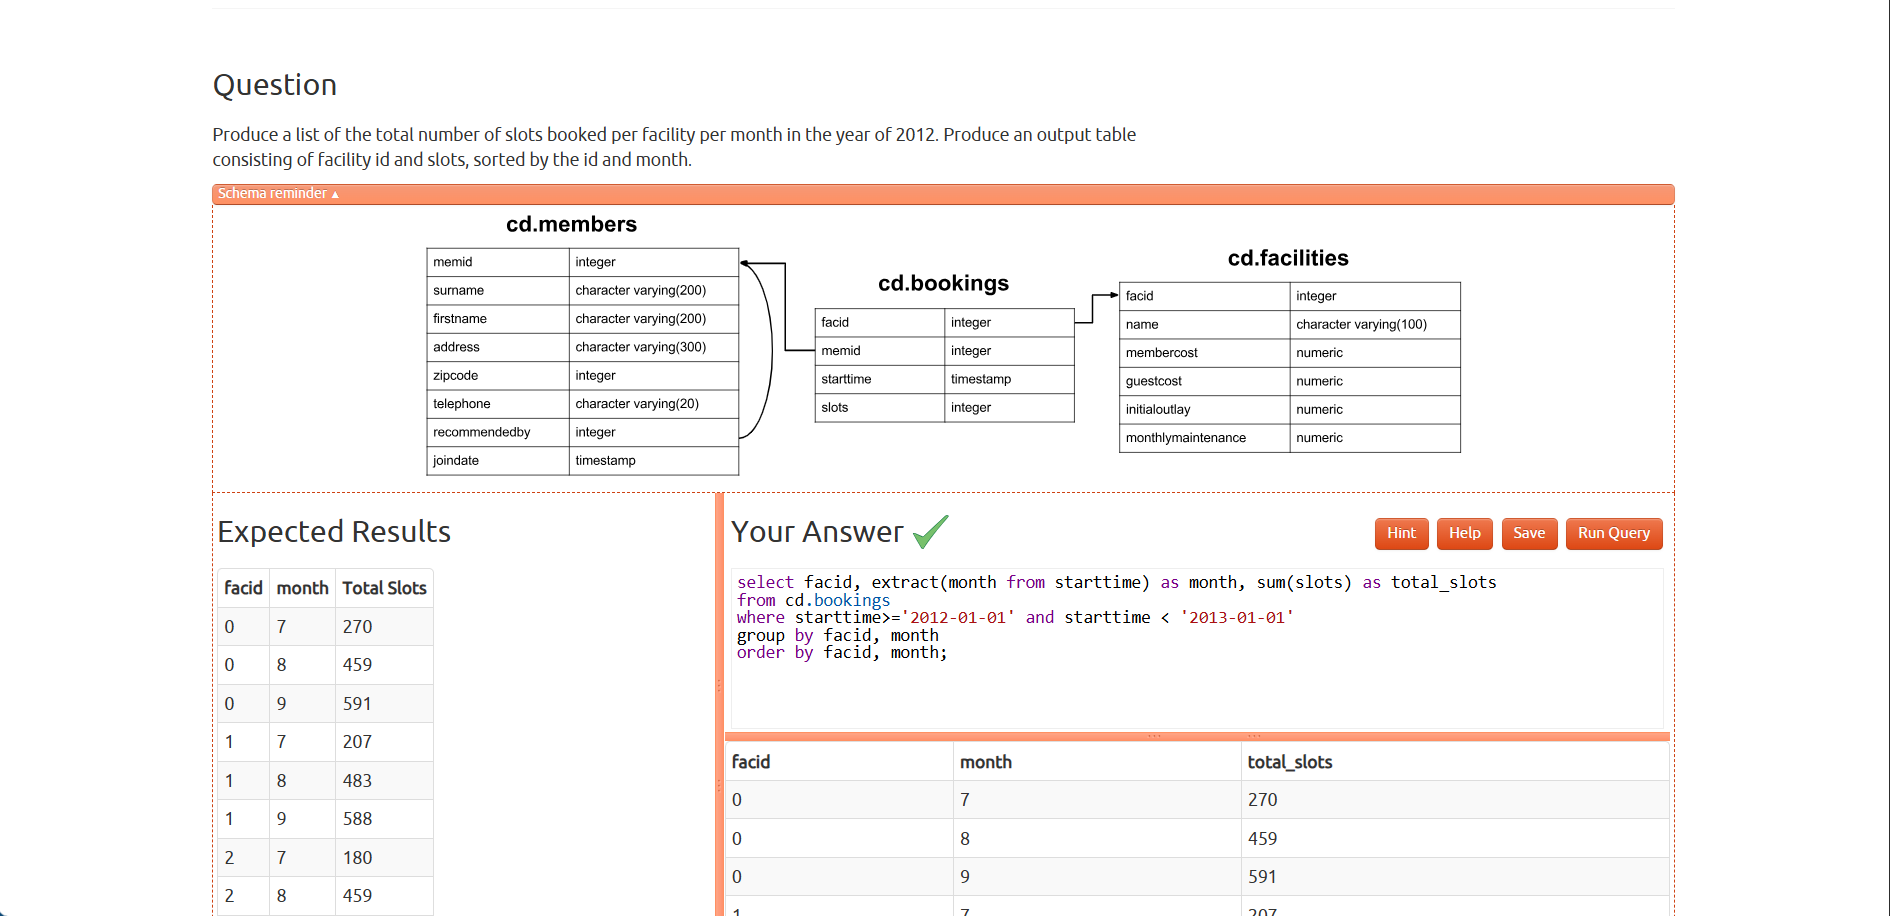 Question
Produce a list of the total number of slots booked per facility per month in the year of 2012. Produce an output table
consisting of facility id and slots, sorted by the id and month.
Schema reminder ▲
cd.members
memid integer
surname character varying(200)
firstname character varying(200)
address character varying(300)
zipcode integer
telephone character varying(20)
recommendedby integer
joindate timestamp
cd.bookings
facid integer
memid integer
starttime timestamp
slots integer
cd.facilities
facid integer
name character varying(100)
membercost numeric
guestcost numeric
initialoutlay numeric
monthlymaintenance numeric
Expected Results
facid month Total Slots
0 7 270
0 8 459
0 9 591
1 7 207
1 8 483
1 9 588
2 7 180
2 8 459
Your Answer
Hint Help Save Run Query
select facid, extract(month from starttime) as month, sum(slots) as total_slots
from cd.bookings
where starttime>='2012-01-01' and starttime < '2013-01-01'
group by facid, month
order by facid, month;
facid month total_slots
0 7 270
0 8 459
0 9 591
1 7 207